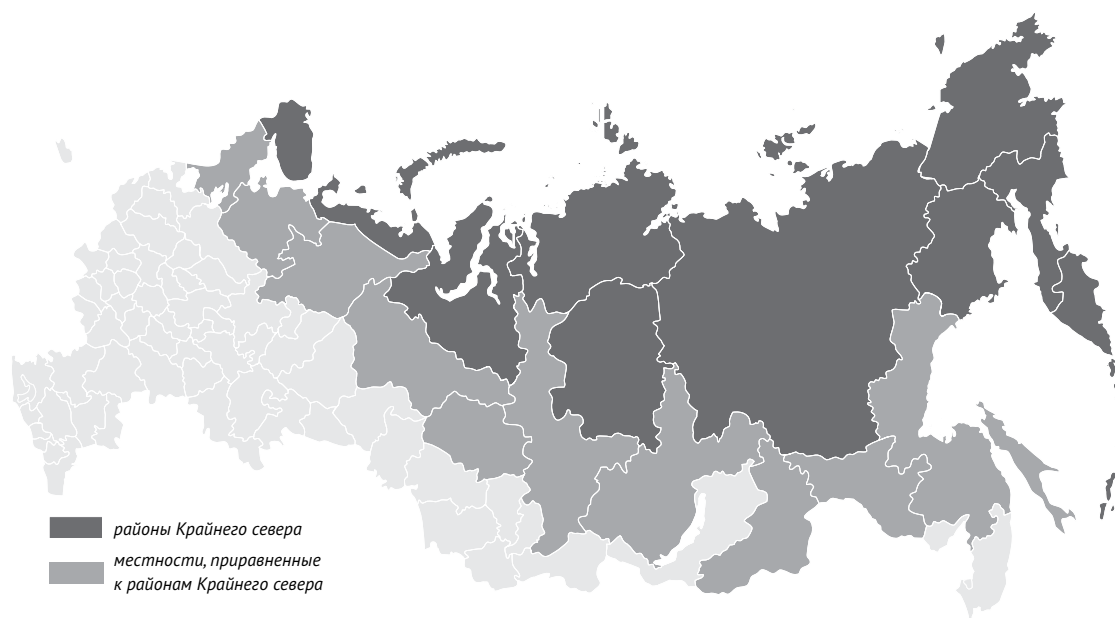 районы Крайнего севера
местности, приравненные
к районам Крайнего севера